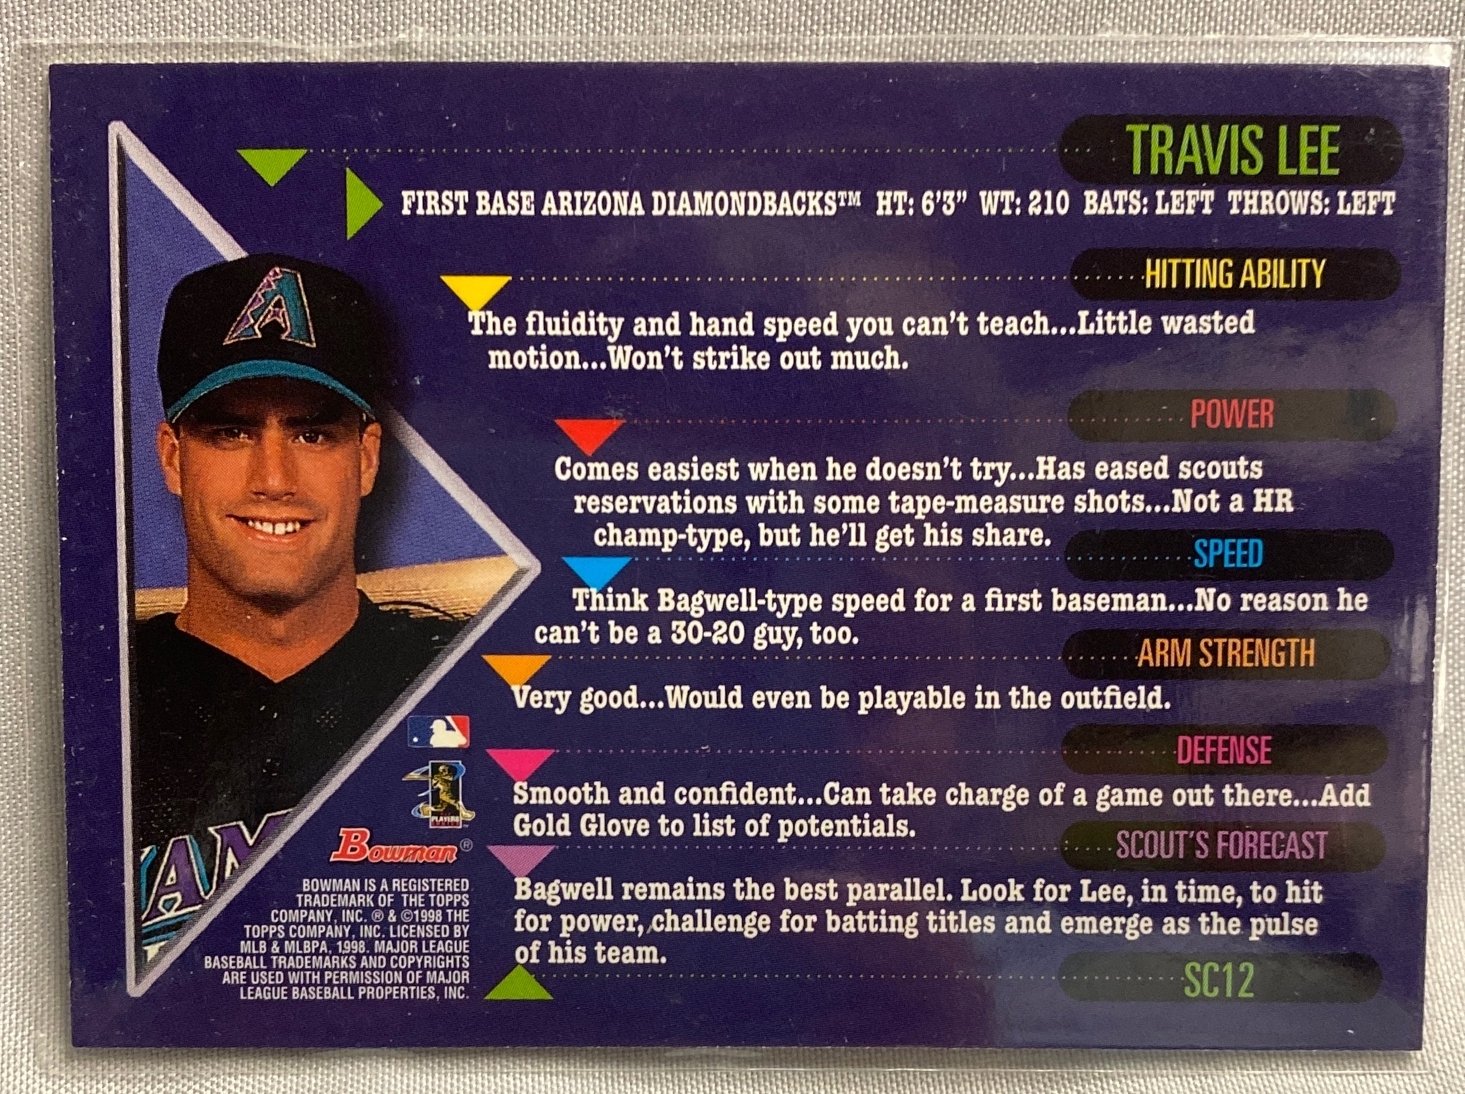 TRAVIS LEE
FIRST BASE ARIZONA DIAMONDBACKS™ HT: 6'3" WT: 210 BATS: LEFT THROWS: LEFT
HITTING ABILITY
The fluidity and hand speed you can't teach...Little wasted
motion...Won't strike out much.
POWER
Comes easiest when he doesn't try...Has eased scouts
reservations with some tape-measure shots...Not a HR
champ-type, but he'll get his share.
SPEED
Think Bagwell-type speed for a first baseman...No reason he
can't be a 30-20 guy, too.
ARM STRENGTH
Very good...Would even be playable in the outfield.
DEFENSE
Smooth and confident...Can take charge of a game out there...Add
Gold Glove to list of potentials.
SCOUT'S FORECAST
Bagwell remains the best parallel. Look for Lee, in time, to hit
for power, challenge for batting titles and emerge as the pulse
of his team.
SC12
A
PLAYERS
CHOICE
Bowman®
BOWMAN IS A REGISTERED
TRADEMARK OF THE TOPPS
COMPANY, INC. ® & ©1998 THE
TOPPS COMPANY, INC. LICENSED BY
MLB & MLBPA, 1998. MAJOR LEAGUE
BASEBALL TRADEMARKS AND COPYRIGHTS
ARE USED WITH PERMISSION OF MAJOR
LEAGUE BASEBALL PROPERTIES, INC.